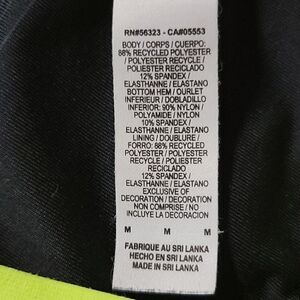 RN#56323 - CA#05553
BODY / CORPS / CUERPO:
88% RECYCLED POLYESTER
/ POLYESTER RECYCLE /
POLIESTER RECICLADO
12% SPANDEX /
ELASTHANNE / ELASTANO
BOTTOM HEM / OURLET
INFERIEUR / DOBLADILLO
INFERIOR: 90% NYLON /
POLYAMIDE / NYLON
10% SPANDEX /
ELASTHANNE / ELASTANO
LINING / DOUBLURE /
FORRO: 88% RECYCLED
POLYESTER / POLYESTER
RECYCLE / POLIESTER
RECICLADO
12% SPANDEX /
ELASTHANNE / ELASTANO
EXCLUSIVE OF
DECORATION / DECORATION
NON COMPRISE / NO
INCLUYE LA DECORACION
M M M
FABRIQUE AU SRI LANKA
HECHO EN SRI LANKA
MADE IN SRI LANKA